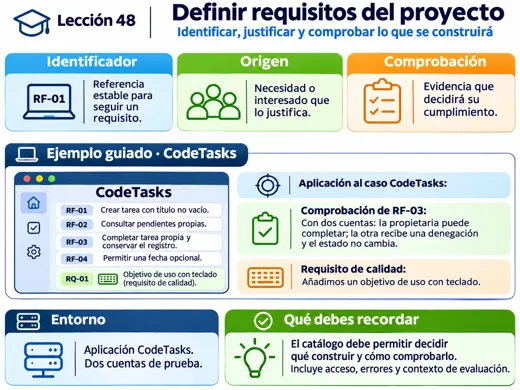 Lección 48
Definir requisitos del proyecto
Identificar, justificar y comprobar lo que se construirá
Identificador
RF-01
Referencia
estable para
seguir un
requisito.
Origen
Necesidad o
interesado que
lo justifica.
Comprobación
Evidencia que
decidirá su
cumplimiento.
Ejemplo guiado · CodeTasks
CodeTasks
RF-01 Crear tarea con título no vacío.
RF-02 Consultar pendientes propias.
RF-03 Completar tarea propia y
conservar el registro.
RF-04 Permitir una fecha opcional.
RQ-01 Objetivo de uso con teclado
(requisito de calidad).
Aplicación al caso CodeTasks:
Comprobación de RF-03:
Con dos cuentas: la propietaria puede
completar; la otra recibe una denegación
y el estado no cambia.
Requisito de calidad:
Añadimos un objetivo de uso con teclado.
Entorno
Aplicación CodeTasks.
Dos cuentas de prueba.
Qué debes recordar
El catálogo debe permitir decidir
qué construir y cómo comprobarlo.
Incluye acceso, errores y contexto de evaluación.